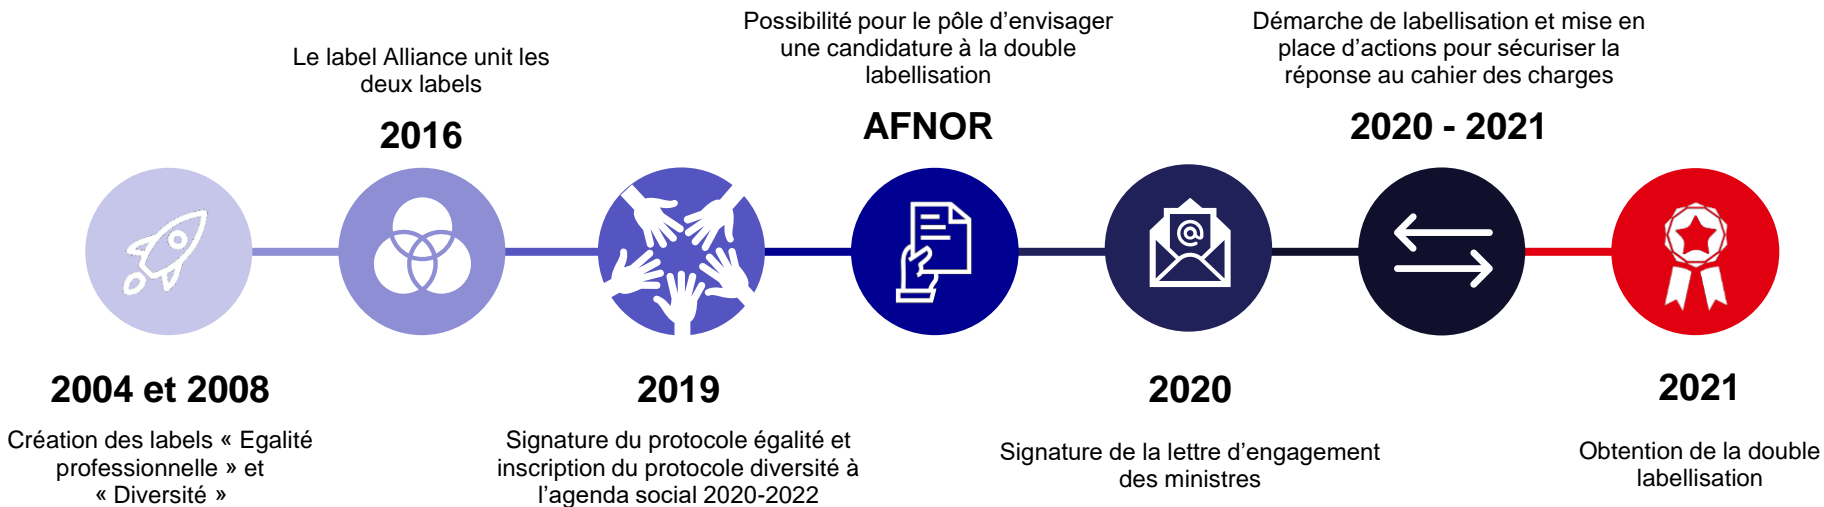 2004 et 2008
Création des labels « Egalité
professionnelle » et
« Diversité »
Le label Alliance unit les
deux labels
2016
2019
Signature du protocole égalité et
inscription du protocole diversité à
l’agenda social 2020-2022
Possibilité pour le pôle d’envisager
une candidature à la double
labellisation
AFNOR
@
2020
Signature de la lettre d’engagement
des ministres
Démarche de labellisation et mise en
place d’actions pour sécuriser la
réponse au cahier des charges
2020 - 2021
2021
Obtention de la double
labellisation